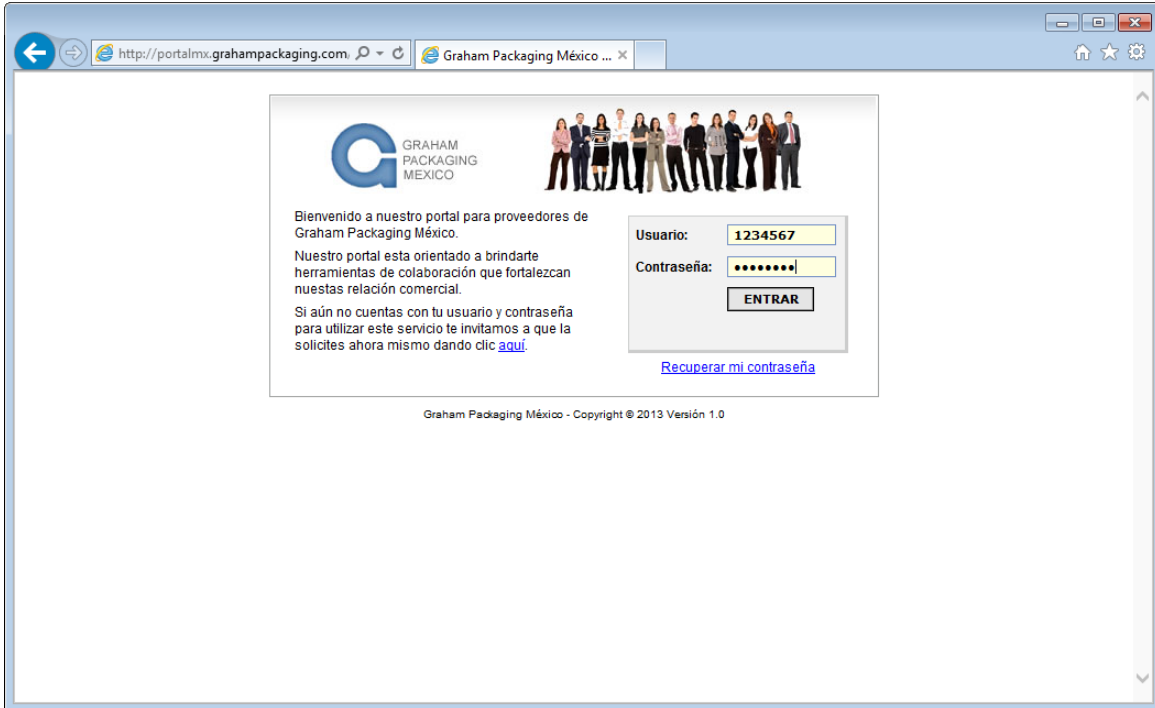 http://portalmx.grahampackaging.com
Graham Packaging México ...
GRAHAM
PACKAGING
MEXICO
Bienvenido a nuestro portal para proveedores de
Graham Packaging México.
Nuestro portal esta orientado a brindarte
herramientas de colaboración que fortalezcan
nuestas relación comercial.
Si aún no cuentas con tu usuario y contraseña
para utilizar este servicio te invitamos a que la
solicites ahora mismo dando clic aquí.
Usuario: 1234567
Contraseña: ••••••••
ENTRAR
Recuperar mi contraseña
Graham Packaging México - Copyright © 2013 Versión 1.0